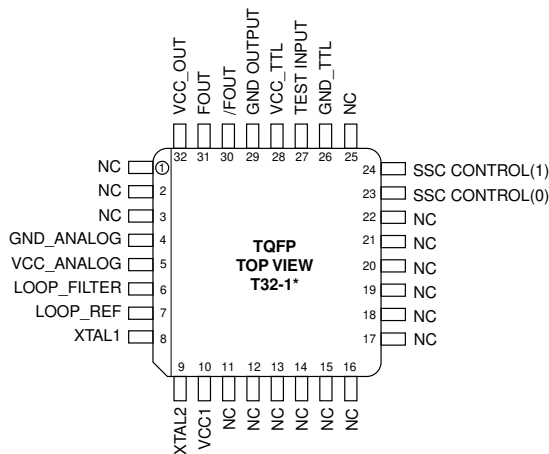 VCC_OUT
FOUT
/FOUT
GND OUTPUT
VCC_TTL
TEST INPUT
GND_TTL
NC
32 31 30 29 28 27 26 25
NC 1
NC 2
NC 3
GND_ANALOG 4
VCC_ANALOG 5
LOOP_FILTER 6
LOOP_REF 7
XTAL1 8
TQFP
TOP VIEW
T32-1*
24 SSC CONTROL(1)
23 SSC CONTROL(0)
22 NC
21 NC
20 NC
19 NC
18 NC
17 NC
9 10 11 12 13 14 15 16
XTAL2
VCC1
NC
NC
NC
NC
NC
NC